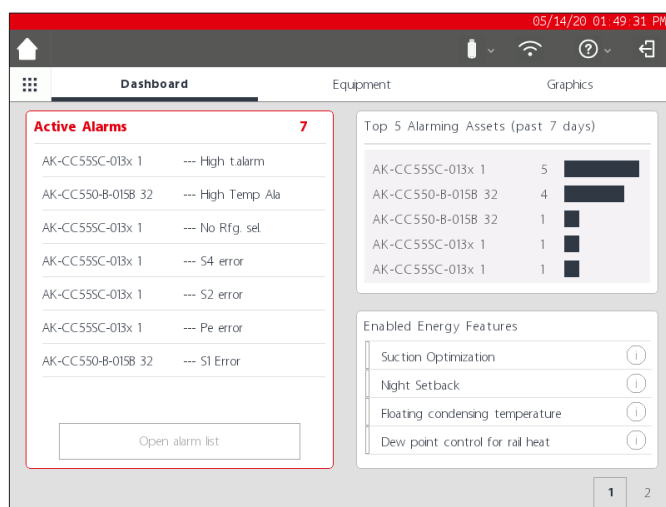 05/14/20 01:49:31 PM
Dashboard
Equipment
Graphics
Active Alarms 7
AK-CC55SC-013x 1 --- High t.alarm
AK-CC550-B-015B 32 --- High Temp Ala
AK-CC55SC-013x 1 --- No Rfg. sel.
AK-CC55SC-013x 1 --- S4 error
AK-CC55SC-013x 1 --- S2 error
AK-CC55SC-013x 1 --- Pe error
AK-CC550-B-015B 32 --- S1 Error
Open alarm list
Top 5 Alarming Assets (past 7 days)
AK-CC55SC-013x 1 5
AK-CC550-B-015B 32 4
AK-CC550-B-015B 32 1
AK-CC55SC-013x 1 1
AK-CC55SC-013x 1 1
Enabled Energy Features
Suction Optimization
Night Setback
Floating condensing temperature
Dew point control for rail heat
1 2